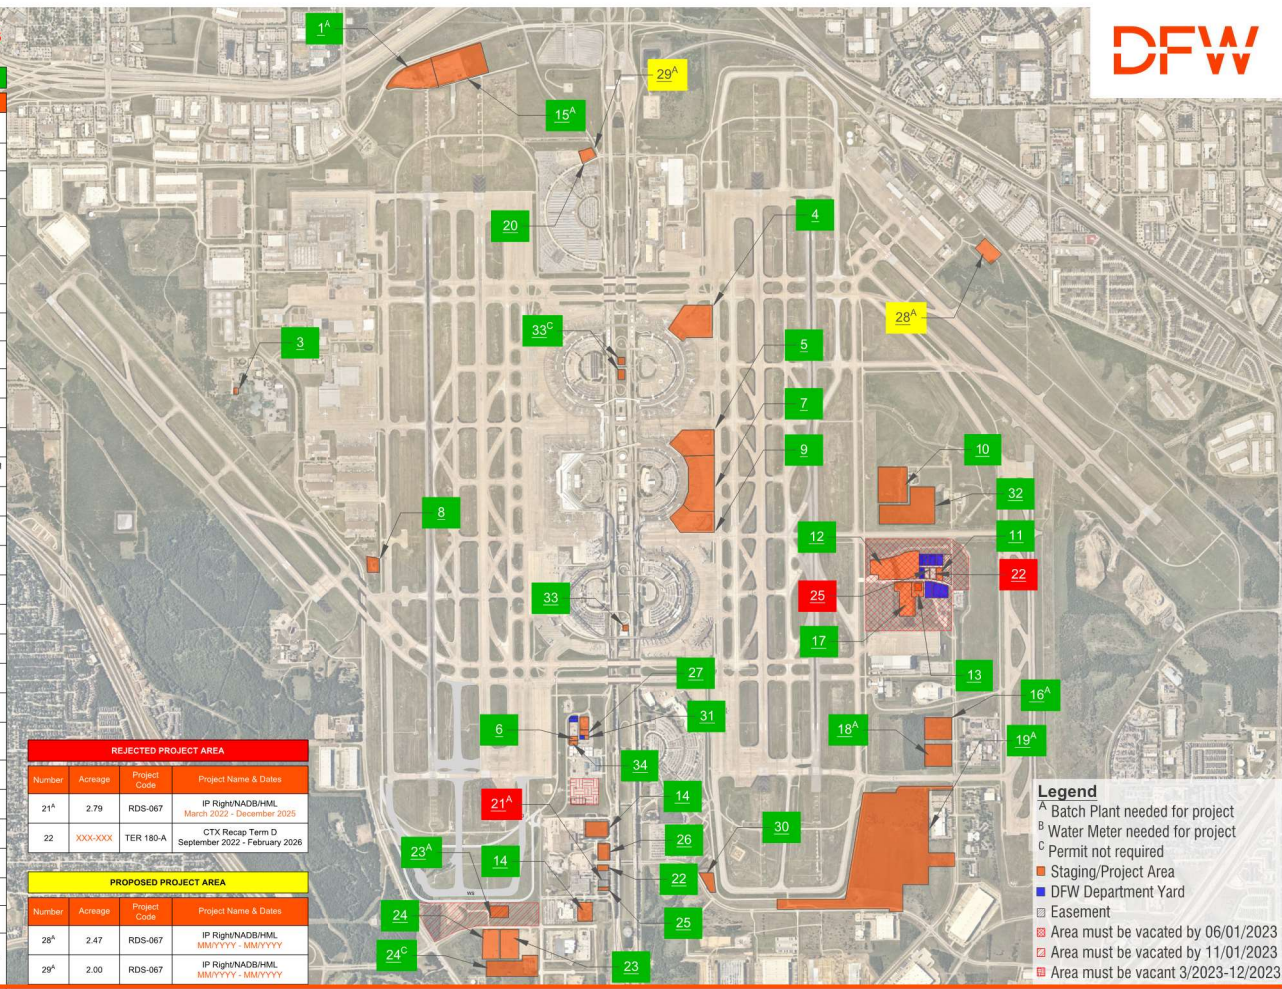 DFW
1A
29A
15A
20
4
28A
33C
3
5
7
9
10
32
8
12
11
22
25
33
17
13
27
16A
6
31
18A
19A
34
21A
14
26
30
23A
14
22
24
25
24C
23
W8
REJECTED PROJECT AREA
Number Acreage Project Code Project Name & Dates
21A 2.79 RDS-067 IP Right/NADB/HML
March 2022 - December 2025
22 XXX-XXX TER 180-A CTX Recap Term D
September 2022 - February 2026
PROPOSED PROJECT AREA
Number Acreage Project Code Project Name & Dates
28A 2.47 RDS-067 IP Right/NADB/HML
MM/YYYY - MM/YYYY
29A 2.00 RDS-067 IP Right/NADB/HML
MM/YYYY - MM/YYYY
Legend
A Batch Plant needed for project
B Water Meter needed for project
C Permit not required
Staging/Project Area
DFW Department Yard
Easement
Area must be vacated by 06/01/2023
Area must be vacated by 11/01/2023
Area must be vacant 3/2023-12/2023